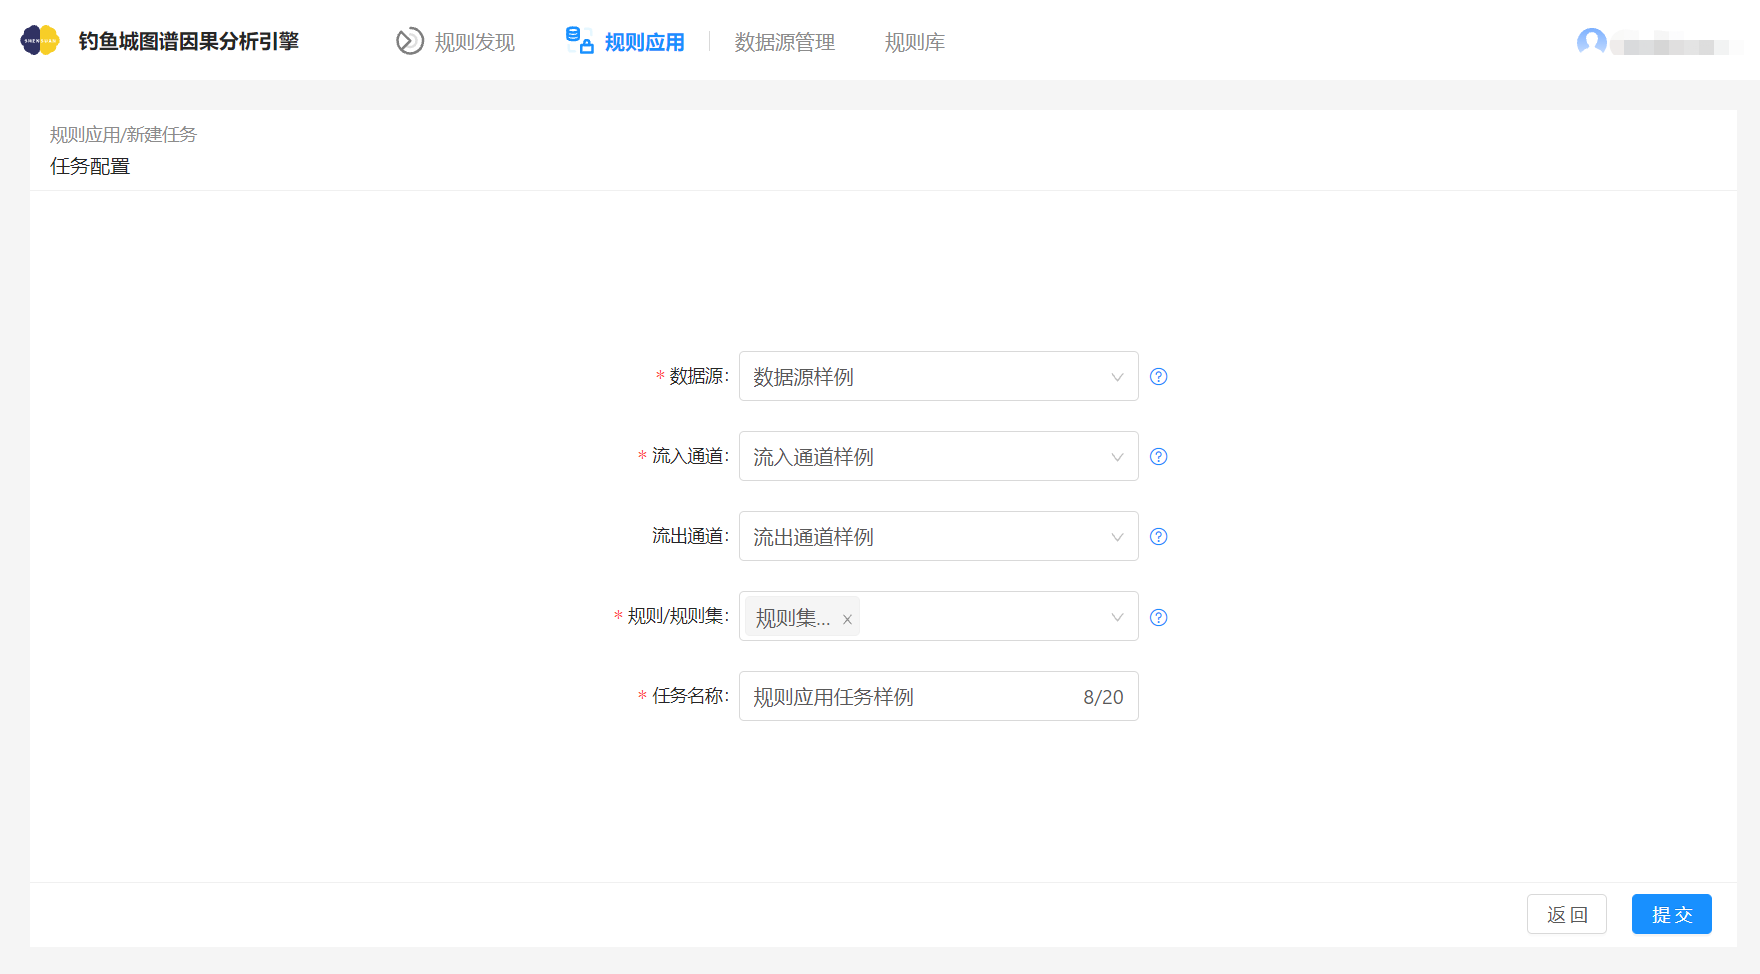 钓鱼城图谱因果分析引擎 规则发现 规则应用 数据源管理 规则库
规则应用/新建任务
任务配置
* 数据源: 数据源样例
* 流入通道: 流入通道样例
流出通道: 流出通道样例
* 规则/规则集: 规则集... ×
* 任务名称: 规则应用任务样例 8/20
返 回 提 交